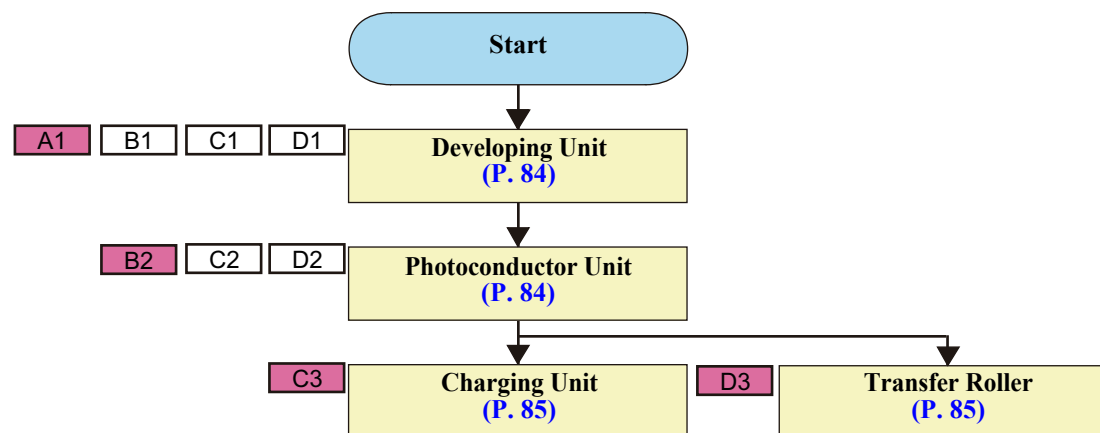 Start
A1 B1 C1 D1
Developing Unit
(P. 84)
B2 C2 D2
Photoconductor Unit
(P. 84)
C3
Charging Unit
(P. 85)
D3
Transfer Roller
(P. 85)